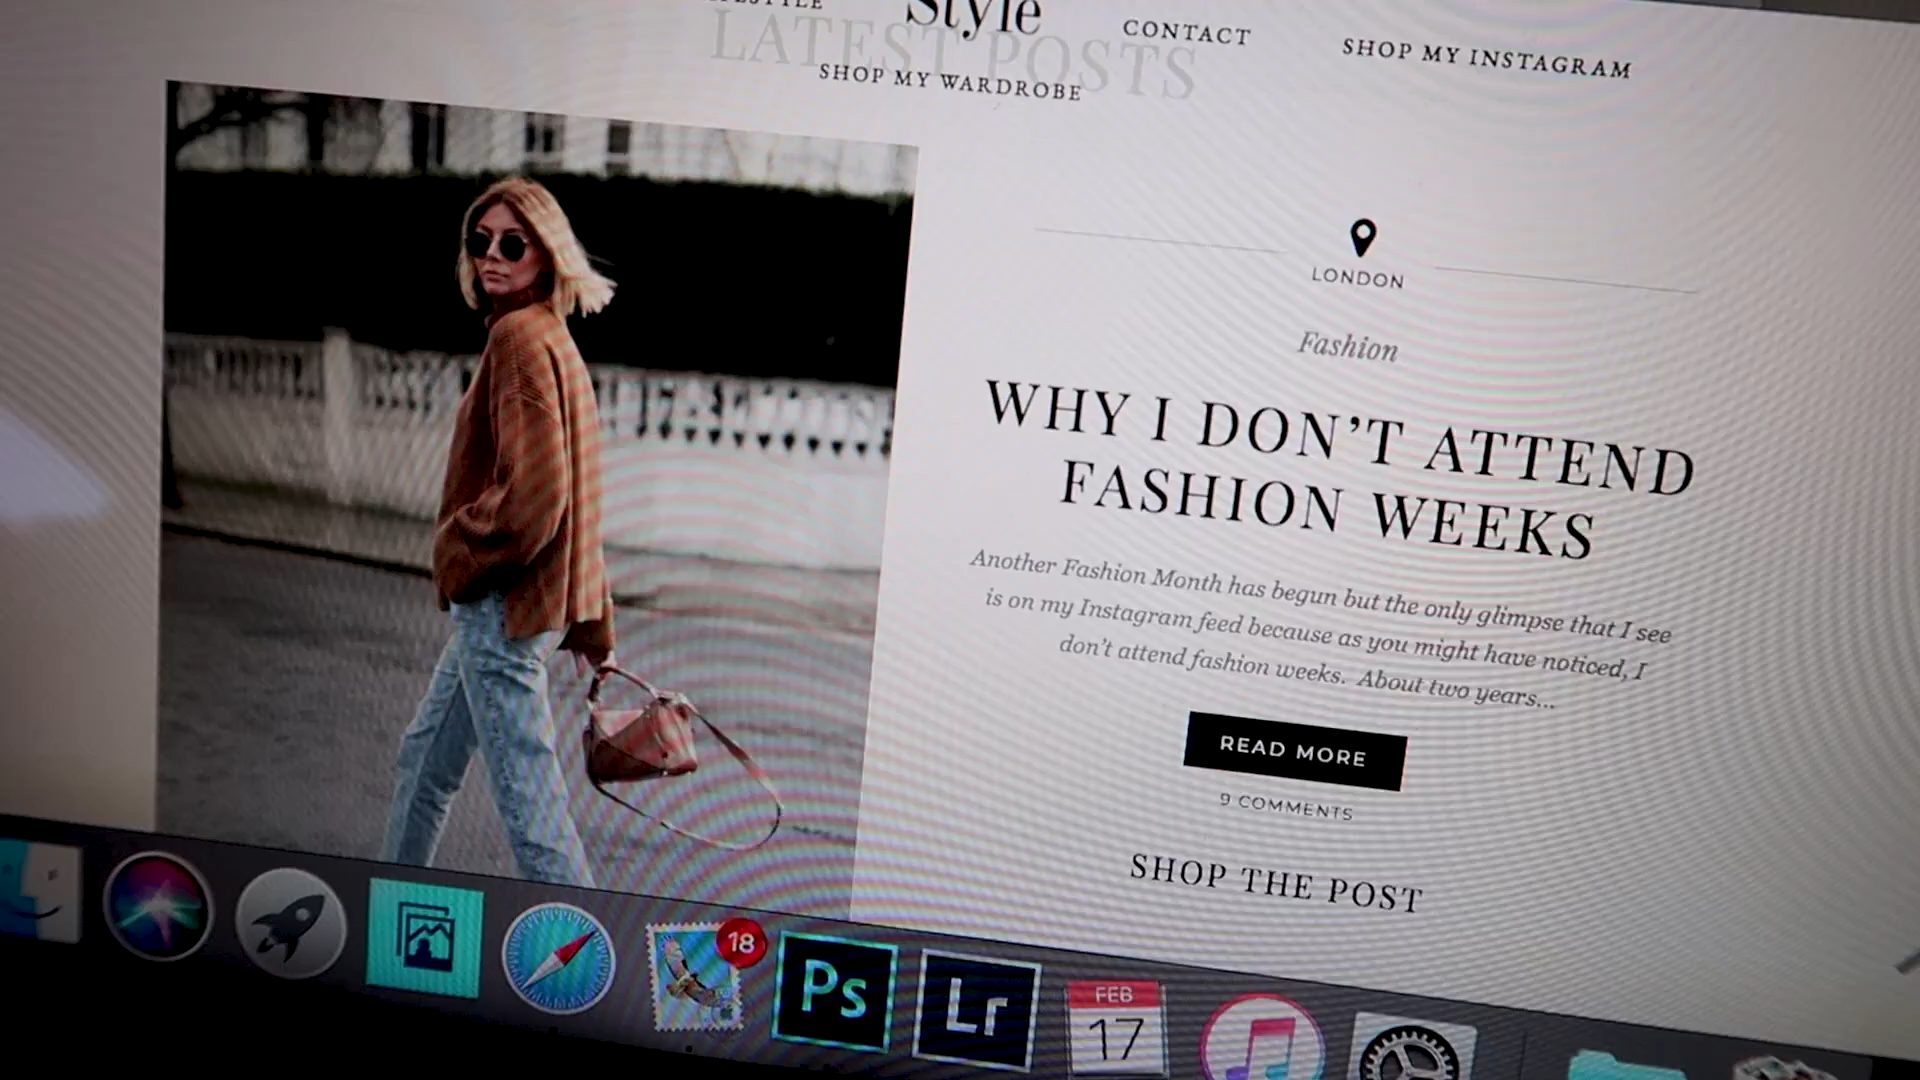 Style
CONTACT
SHOP MY INSTAGRAM
LATEST POSTS
SHOP MY WARDROBE
LONDON
Fashion
WHY I DON'T ATTEND
FASHION WEEKS
Another Fashion Month has begun but the only glimpse that I see
is on my Instagram feed because as you might have noticed, I
don't attend fashion weeks. About two years...
READ MORE
9 COMMENTS
SHOP THE POST
18
Ps
Lr
FEB
17